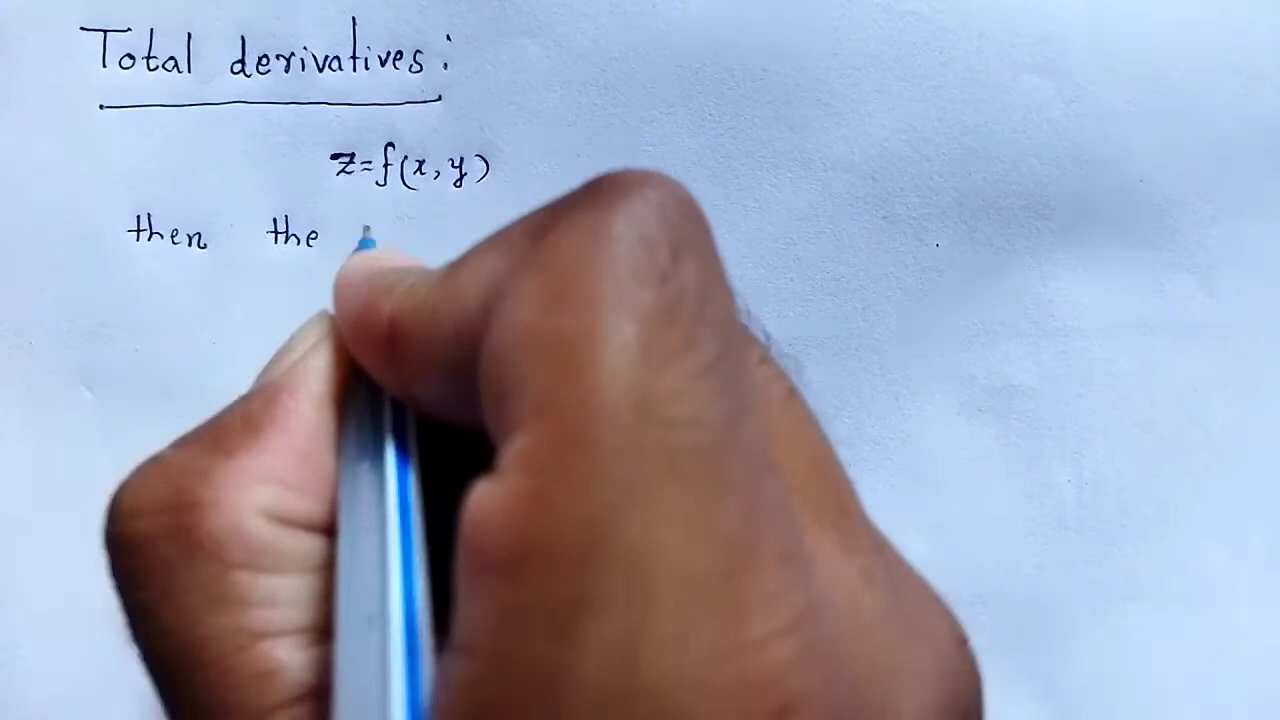 Total derivatives:
z=f(x,y)
then the